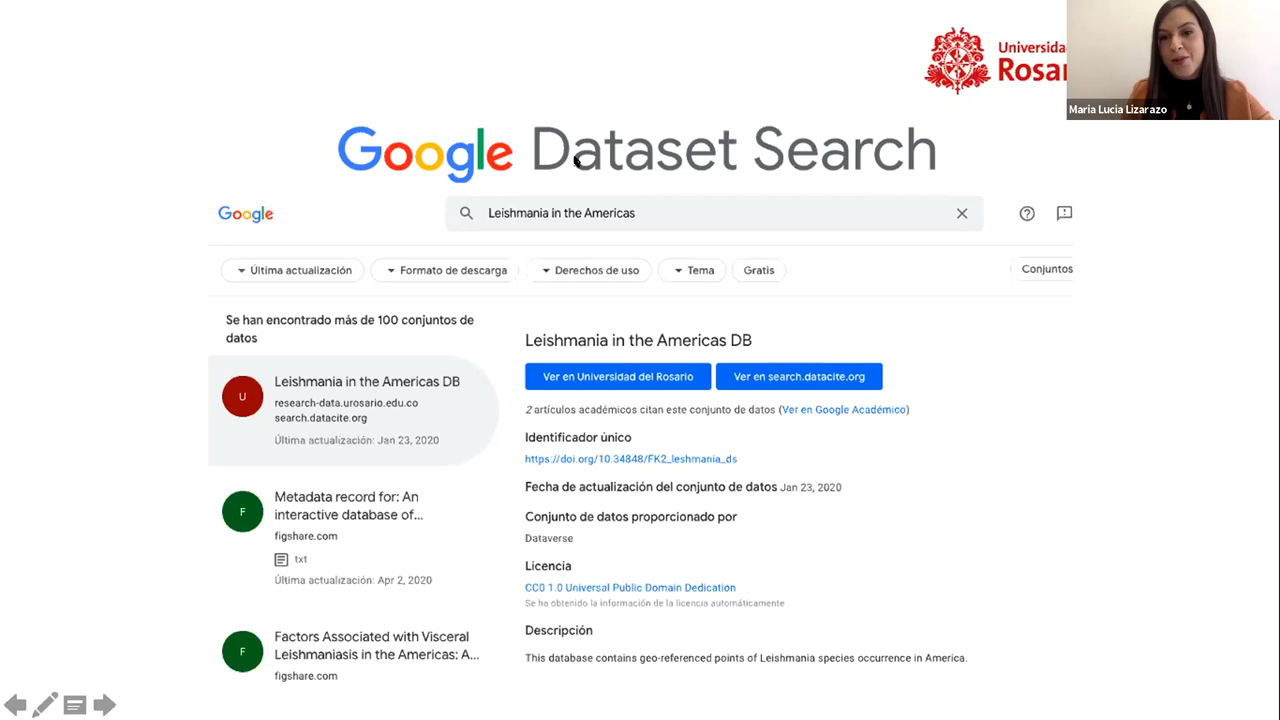 Universidad
Rosario
Maria Lucia Lizarazo
Google Dataset Search
Google
Leishmania in the Americas
Última actualización
Formato de descarga
Derechos de uso
Tema
Gratis
Conjuntos
Se han encontrado más de 100 conjuntos de
datos
Leishmania in the Americas DB
research-data.urosario.edu.co
search.datacite.org
Última actualización: Jan 23, 2020
Metadata record for: An
interactive database of...
figshare.com
txt
Última actualización: Apr 2, 2020
Factors Associated with Visceral
Leishmaniasis in the Americas: A...
figshare.com
Leishmania in the Americas DB
Ver en Universidad del Rosario
Ver en search.datacite.org
2 artículos académicos citan este conjunto de datos (Ver en Google Académico)
Identificador único
https://doi.org/10.34848/FK2_leshmania_ds
Fecha de actualización del conjunto de datos Jan 23, 2020
Conjunto de datos proporcionado por
Dataverse
Licencia
CC0 1.0 Universal Public Domain Dedication
Se ha obtenido la información de la licencia automáticamente
Descripción
This database contains geo-referenced points of Leishmania species occurrence in America.